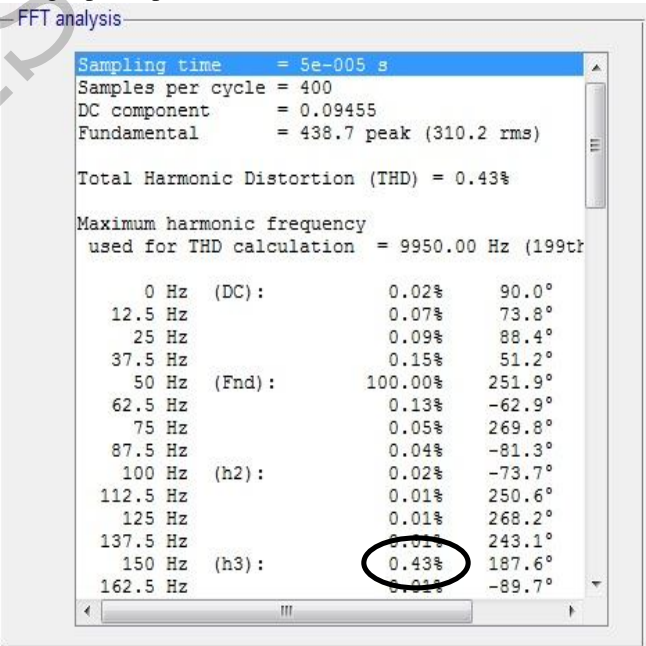 FFT analysis
Sampling time = 5e-005 s
Samples per cycle = 400
DC component = 0.09455
Fundamental = 438.7 peak (310.2 rms)
Total Harmonic Distortion (THD) = 0.43%
Maximum harmonic frequency
used for THD calculation = 9950.00 Hz (199th
0 Hz (DC): 0.02% 90.0°
12.5 Hz 0.07% 73.8°
25 Hz 0.09% 88.4°
37.5 Hz 0.15% 51.2°
50 Hz (Fnd): 100.00% 251.9°
62.5 Hz 0.13% -62.9°
75 Hz 0.05% 269.8°
87.5 Hz 0.04% -81.3°
100 Hz (h2): 0.02% -73.7°
112.5 Hz 0.01% 250.6°
125 Hz 0.01% 268.2°
137.5 Hz 0.01% 243.1°
150 Hz (h3): 0.43% 187.6°
162.5 Hz 0.01% -89.7°